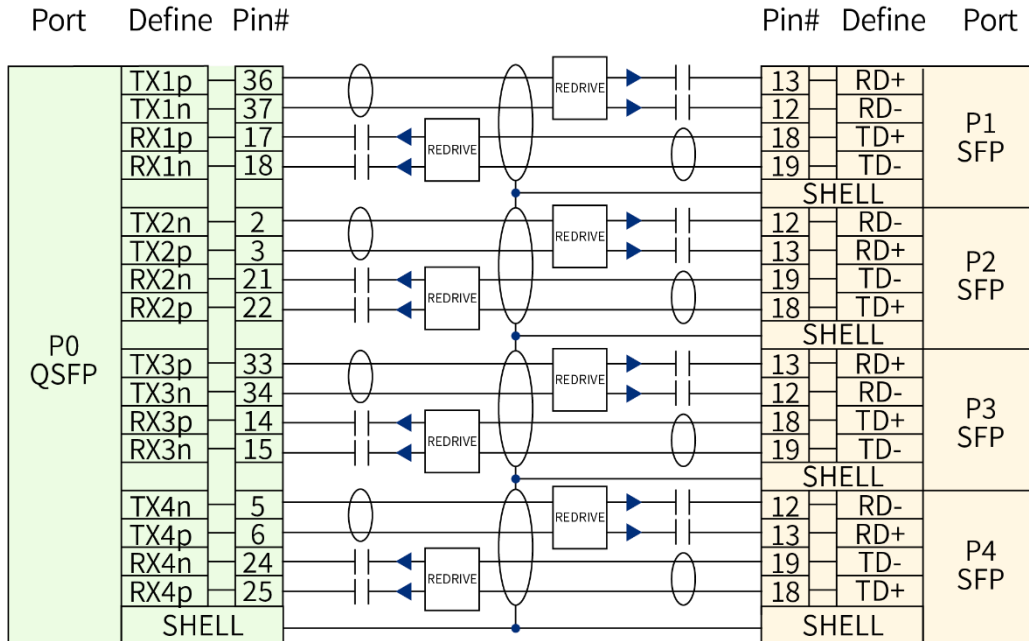 Port Define Pin# Pin# Define Port
TX1p 36 REDRIVE 13 RD+
TX1n 37 12 RD-
RX1p 17 REDRIVE 18 TD+
RX1n 18 19 TD-
P1
SFP
SHELL
TX2n 2 REDRIVE 12 RD-
TX2p 3 13 RD+
RX2n 21 REDRIVE 19 TD-
RX2p 22 18 TD+
P2
SFP
SHELL
P0
QSFP
TX3p 33 REDRIVE 13 RD+
TX3n 34 12 RD-
RX3p 14 REDRIVE 18 TD+
RX3n 15 19 TD-
P3
SFP
SHELL
TX4n 5 REDRIVE 12 RD-
TX4p 6 13 RD+
RX4n 24 REDRIVE 19 TD-
RX4p 25 18 TD+
P4
SFP
SHELL SHELL